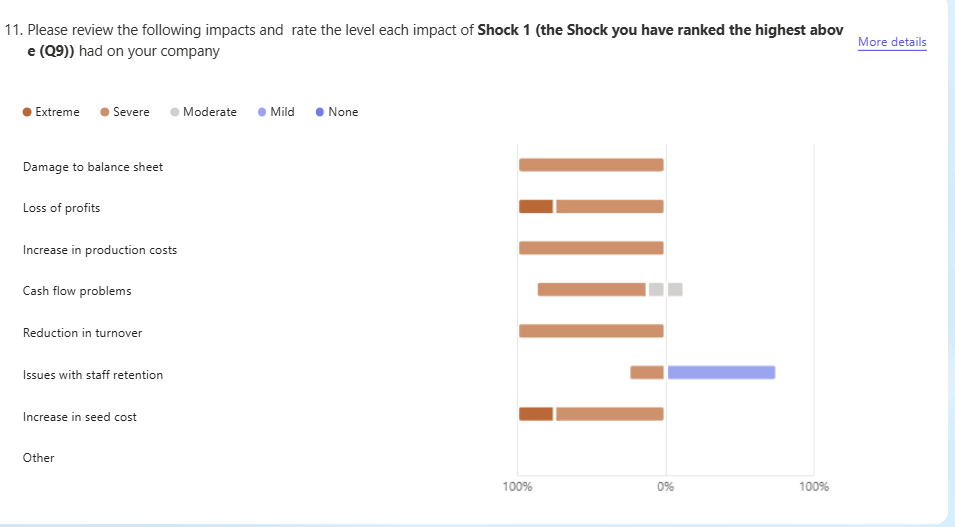 11. Please review the following impacts and rate the level each impact of Shock 1 (the Shock you have ranked the highest abov
e (Q9)) had on your company
More details
Extreme Severe Moderate Mild None
Damage to balance sheet
Loss of profits
Increase in production costs
Cash flow problems
Reduction in turnover
Issues with staff retention
Increase in seed cost
Other
100% 0% 100%